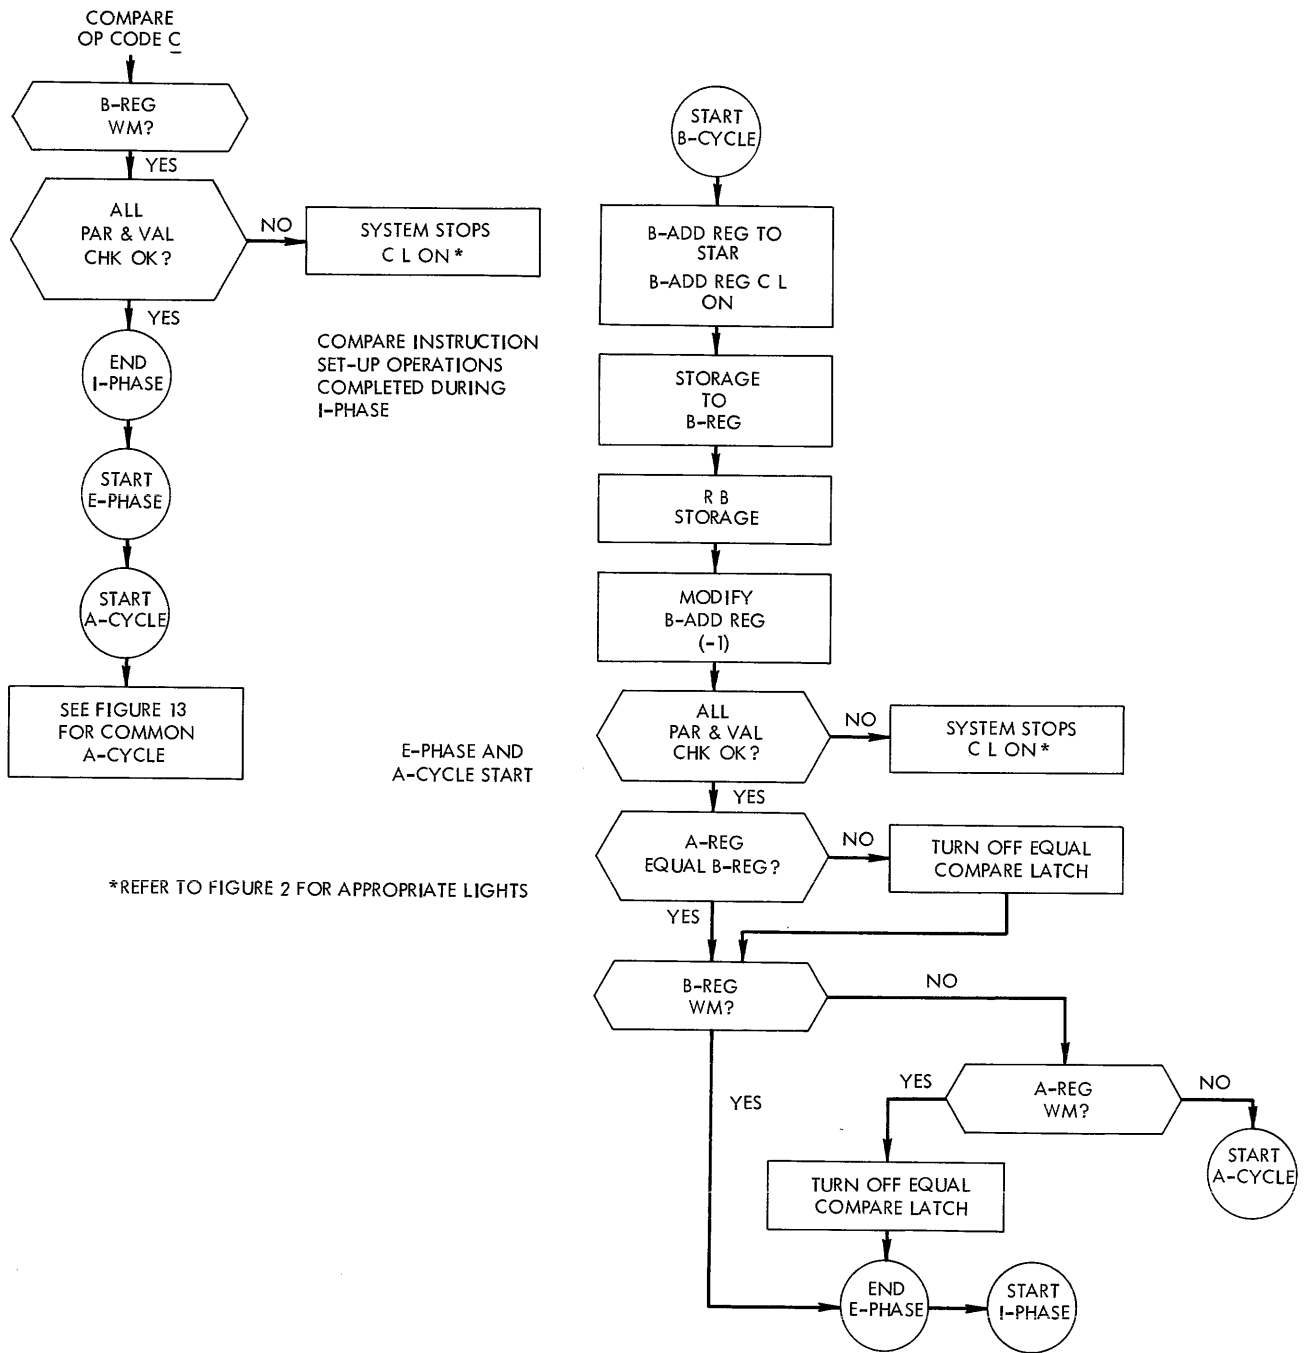 COMPARE
OP CODE C
B-REG
WM?
YES
ALL
PAR & VAL
CHK OK?
NO
SYSTEM STOPS
C L ON*
YES
END
I-PHASE
COMPARE INSTRUCTION
SET-UP OPERATIONS
COMPLETED DURING
I-PHASE
START
E-PHASE
START
A-CYCLE
SEE FIGURE 13
FOR COMMON
A-CYCLE
E-PHASE AND
A-CYCLE START
*REFER TO FIGURE 2 FOR APPROPRIATE LIGHTS
START
B-CYCLE
B-ADD REG TO
STAR
B-ADD REG C L
ON
STORAGE
TO
B-REG
R B
STORAGE
MODIFY
B-ADD REG
(-1)
ALL
PAR & VAL
CHK OK?
NO
SYSTEM STOPS
C L ON*
YES
A-REG
EQUAL B-REG?
NO
TURN OFF EQUAL
COMPARE LATCH
YES
B-REG
WM?
NO
YES
A-REG
WM?
YES
NO
START
A-CYCLE
TURN OFF EQUAL
COMPARE LATCH
END
E-PHASE
START
I-PHASE